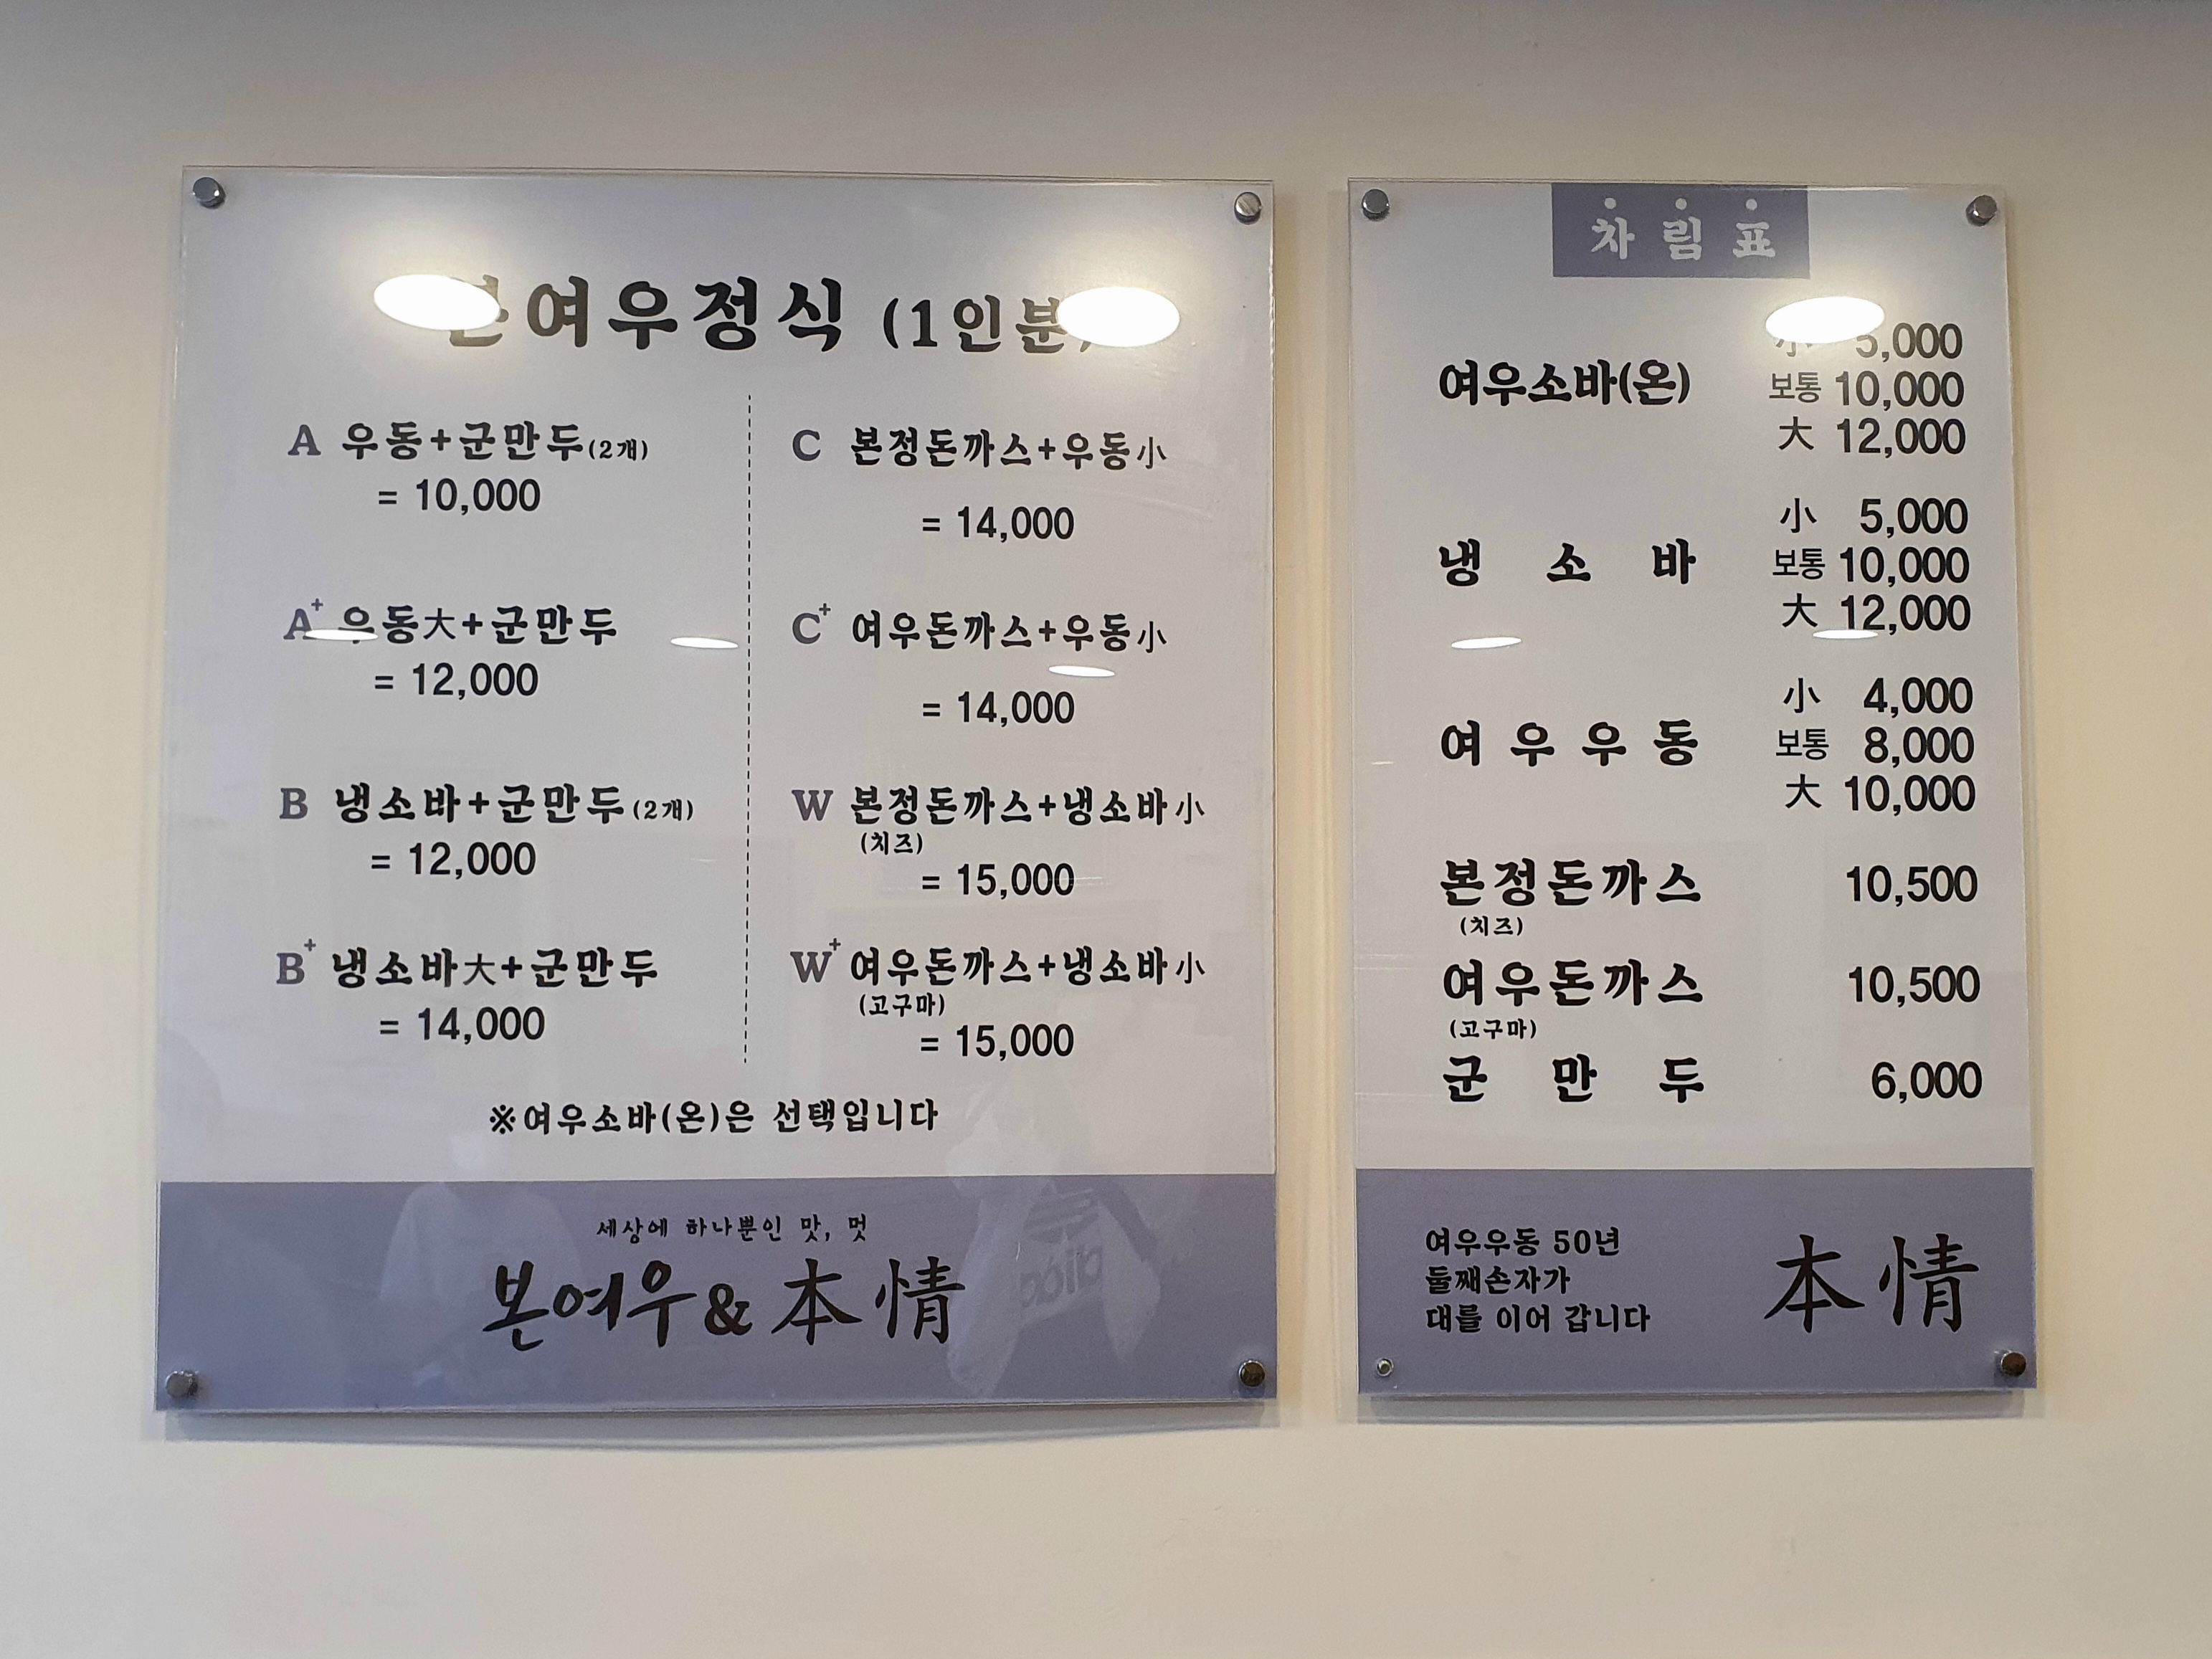 본여우정식 (1인분)
A 우동+군만두(2개)
= 10,000
A+ 우동大+군만두
= 12,000
B 냉소바+군만두(2개)
= 12,000
B+ 냉소바大+군만두
= 14,000
C 본정돈까스+우동小
= 14,000
C+ 여우돈까스+우동小
= 14,000
W 본정돈까스+냉소바小
(치즈)
= 15,000
W+ 여우돈까스+냉소바小
(고구마)
= 15,000
※여우소바(온)은 선택입니다
세상에 하나뿐인 맛, 멋
본여우&本情
차림표
小 5,000
여우소바(온) 보통 10,000
大 12,000
小 5,000
냉소바 보통 10,000
大 12,000
小 4,000
여우우동 보통 8,000
大 10,000
본정돈까스 10,500
(치즈)
여우돈까스 10,500
(고구마)
군만두 6,000
여우우동 50년
둘째손자가
대를 이어 갑니다
本情